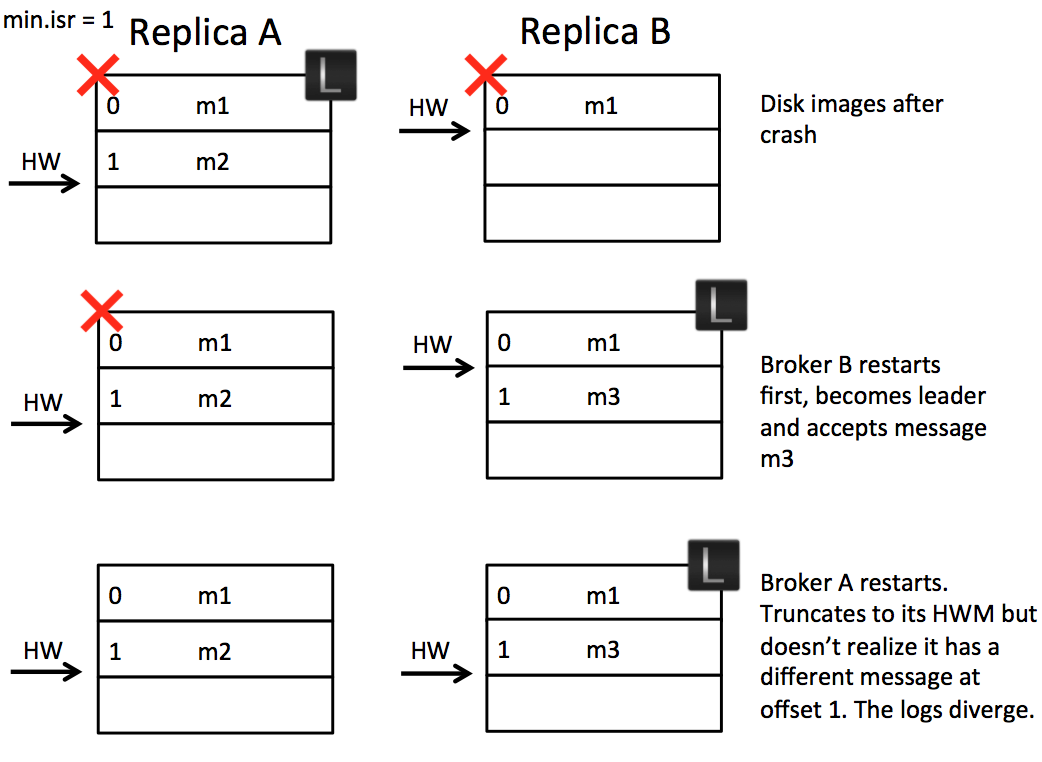 min.isr = 1
Replica A
Replica B
L
0 m1
HW
1 m2
HW
0 m1
Disk images after
crash
L
0 m1
HW
1 m2
HW
0 m1
1 m3
Broker B restarts
first, becomes leader
and accepts message
m3
L
0 m1
HW
1 m2
0 m1
HW
1 m3
Broker A restarts.
Truncates to its HWM but
doesn’t realize it has a
different message at
offset 1. The logs diverge.